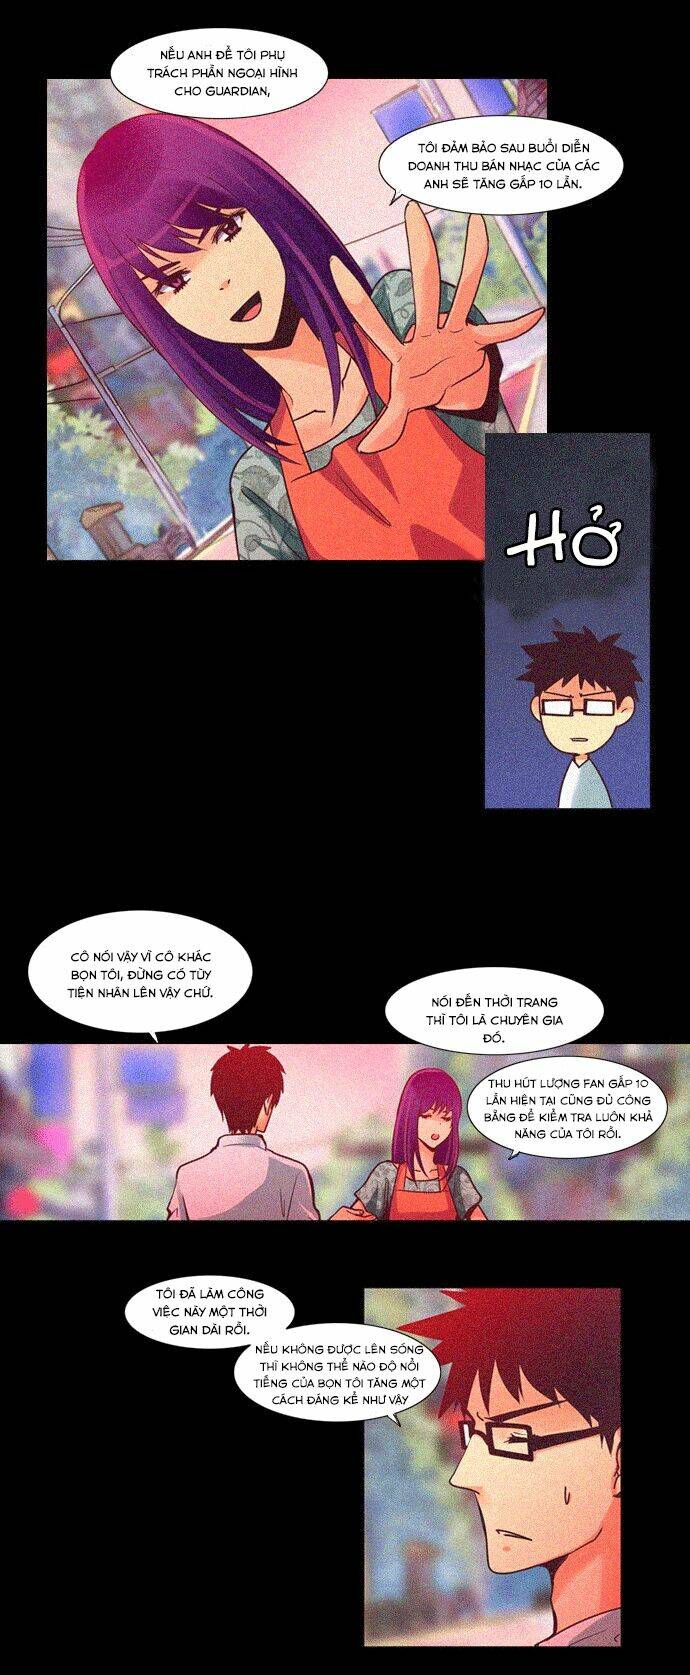 NẾU ANH ĐỂ TÔI PHỤ
TRÁCH PHẦN NGOẠI HÌNH
CHO GUARDIAN,
TÔI ĐẢM BẢO SAU BUỔI DIỄN
DOANH THU BÁN NHẠC CỦA CÁC
ANH SẼ TĂNG GẤP 10 LẦN.
HỞ
CÔ NÓI VẬY VÌ CÔ KHÁC
BỌN TÔI, ĐỪNG CÓ TÙY
TIỆN NHÂN LÊN VẬY CHỨ.
NÓI ĐẾN THỜI TRANG
THÌ TÔI LÀ CHUYÊN GIA
ĐÓ.
THU HÚT LƯỢNG FAN GẤP 10
LẦN HIỆN TẠI CŨNG ĐỦ CÔNG
BẰNG ĐỂ KIỂM TRA LUÔN KHẢ
NĂNG CỦA TÔI RỒI.
TÔI ĐÃ LÀM CÔNG
VIỆC NÀY MỘT THỜI
GIAN DÀI RỒI.
NẾU KHÔNG ĐƯỢC LÊN SÓNG
THÌ KHÔNG THỂ NÀO ĐỘ NỔI
TIẾNG CỦA BỌN TÔI TĂNG MỘT
CÁCH ĐÁNG KỂ NHƯ VẬY